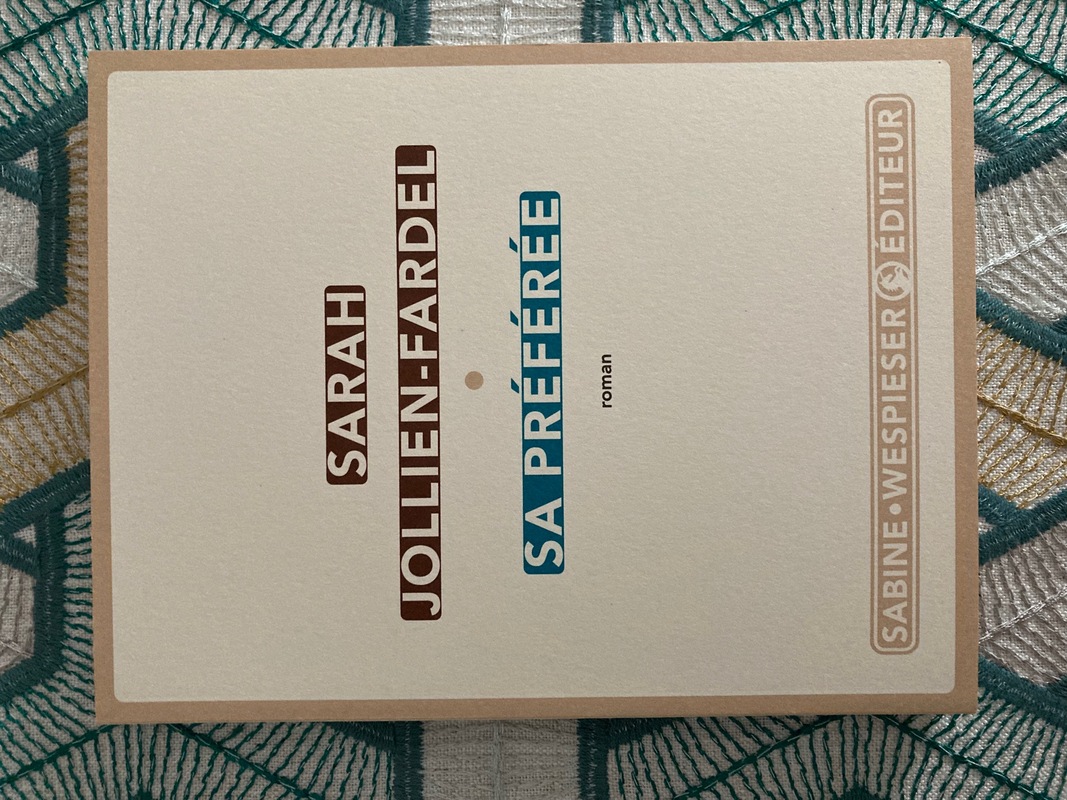 SARAH
JOLLIEN-FARDEL
SA PRÉFÉRÉE
roman
SABINE•WESPIESER ÉDITEUR